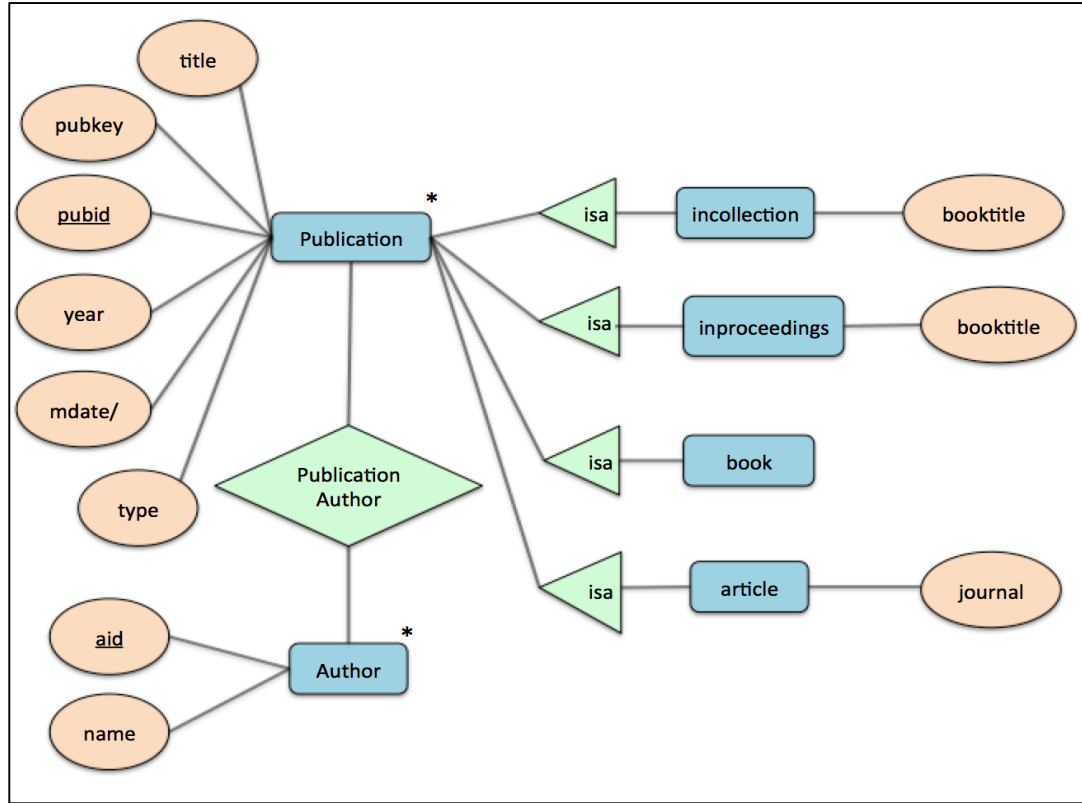 title
pubkey
pubid
year
mdate/
type
Publication
*
Publication
Author
aid
name
Author
*
isa
incollection
booktitle
isa
inproceedings
booktitle
isa
book
isa
article
journal